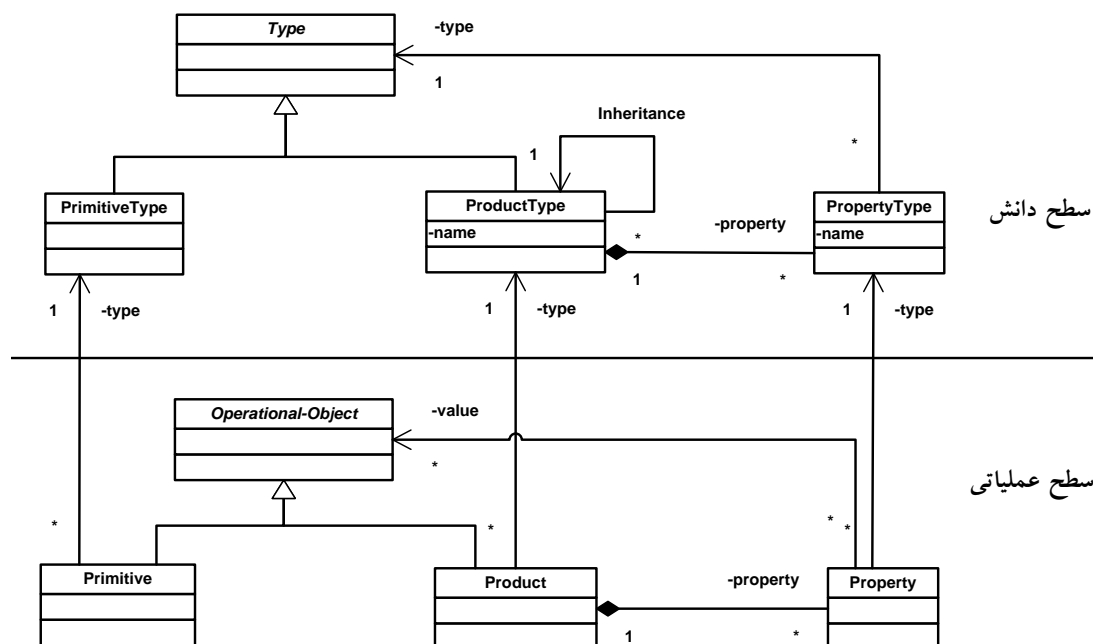 Type
-type
1
Inheritance
1
*
PrimitiveType
ProductType
PropertyType
سطح دانش
-name
*
-property
-name
1
*
1
-type
1
-type
1
-type
Operational-Object
-value
*
سطح عملیاتی
*
*
*
*
Primitive
Product
-property
Property
1
*